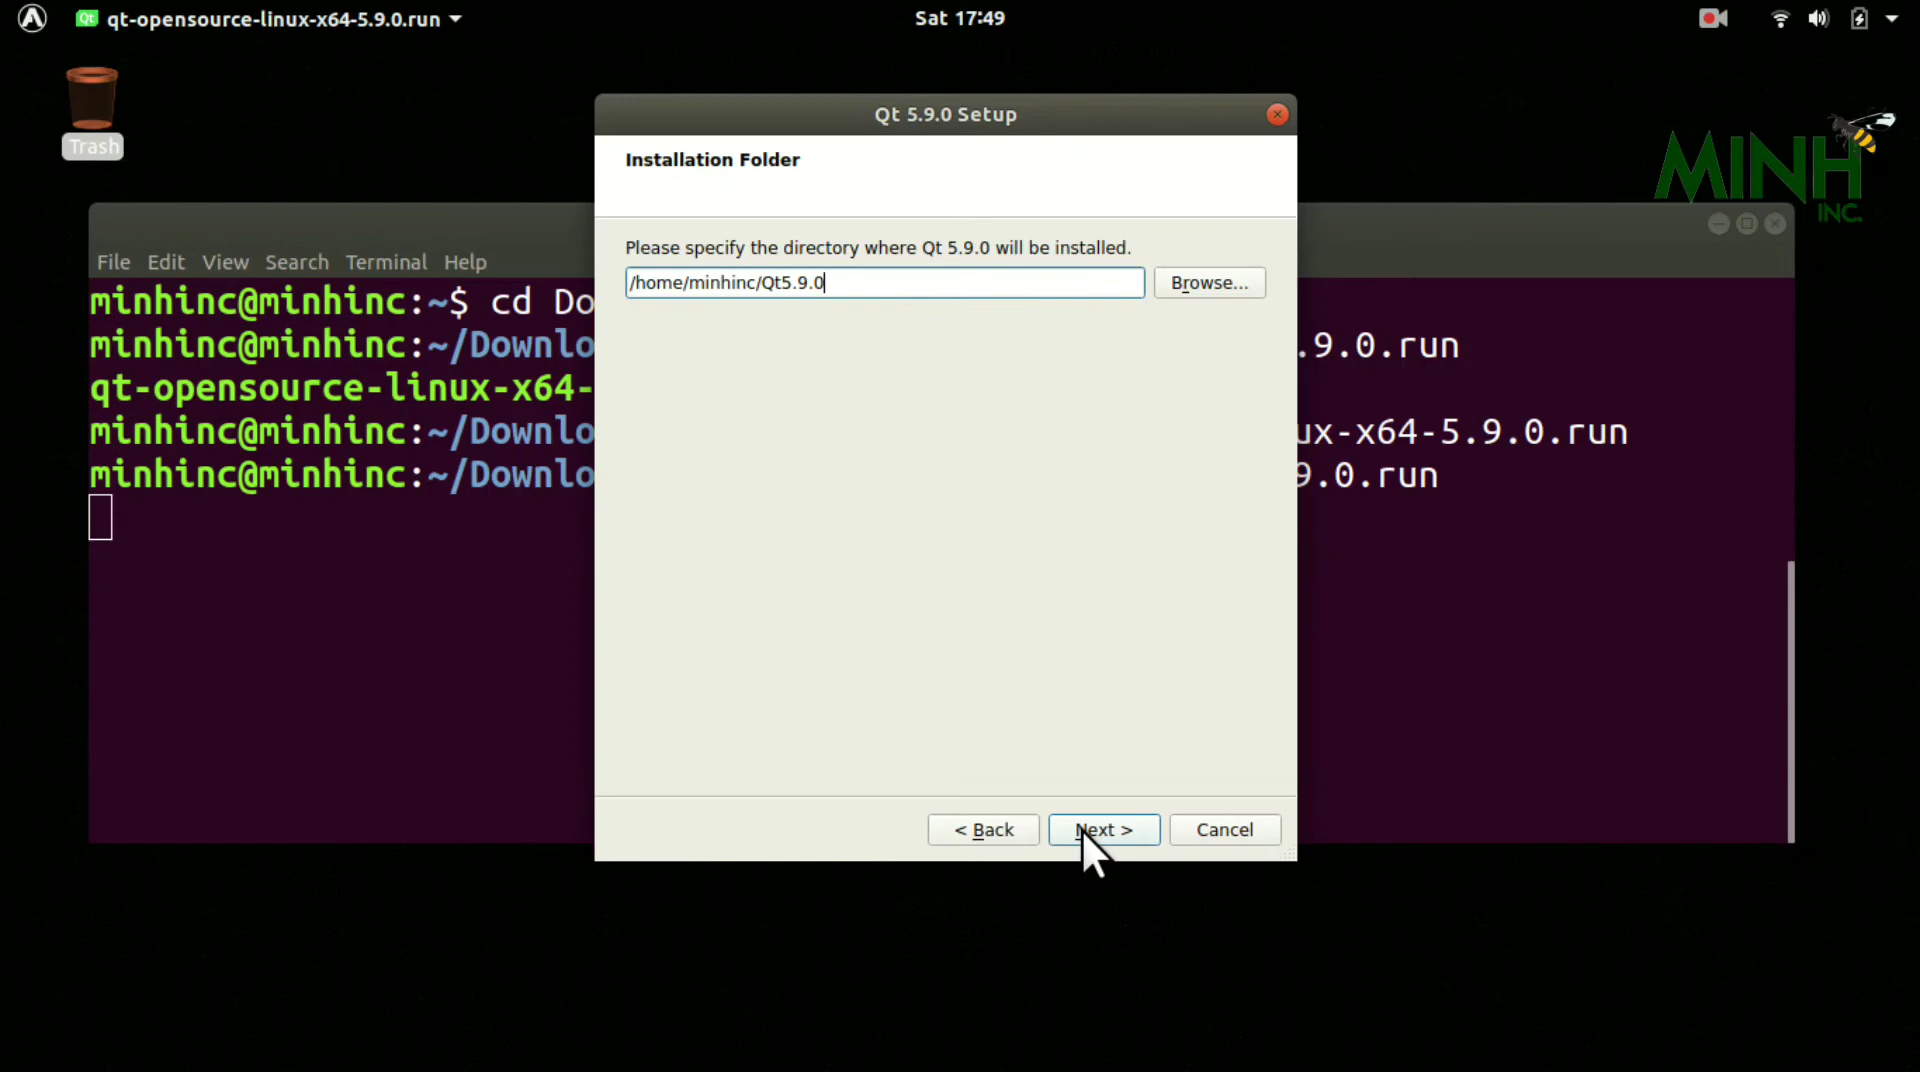 qt-opensource-linux-x64-5.9.0.run
Sat 17:49
Trash
MINH
INC.
Qt 5.9.0 Setup
Installation Folder
Please specify the directory where Qt 5.9.0 will be installed.
/home/minhinc/Qt5.9.0
Browse...
< Back
Next >
Cancel
File Edit View Search Terminal Help
minhinc@minhinc:~$ cd Do
minhinc@minhinc:~/Downlo .9.0.run
qt-opensource-linux-x64-
minhinc@minhinc:~/Downlo ux-x64-5.9.0.run
minhinc@minhinc:~/Downlo 9.0.run